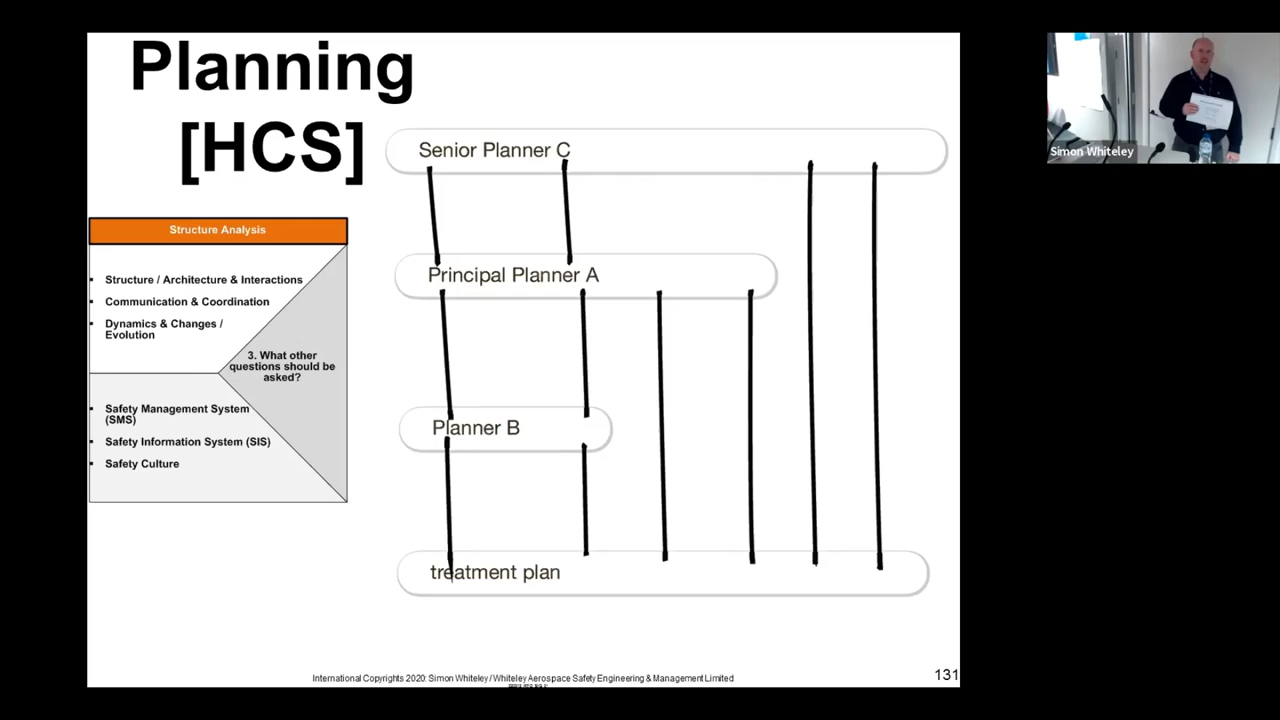 Planning
[HCS]
Senior Planner C
Structure Analysis
Structure / Architecture & Interactions
Communication & Coordination
Dynamics & Changes /
Evolution
3. What other
questions should be
asked?
Safety Management System
(SMS)
Safety Information System (SIS)
Safety Culture
Principal Planner A
Planner B
treatment plan
International Copyrights 2020: Simon Whiteley / Whiteley Aerospace Safety Engineering & Management Limited
131
Simon Whiteley